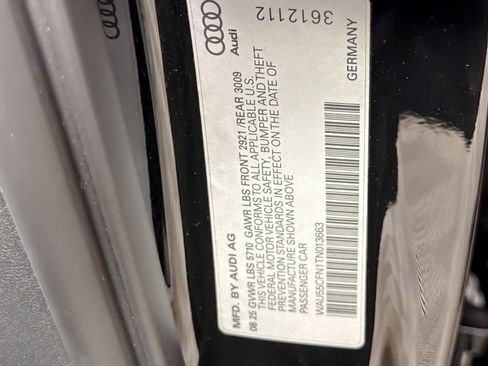 MFD. BY AUDI AG
08 25 GVWR LBS 5710 GAWR LBS FRONT 2921/REAR 3009
THIS VEHICLE CONFORMS TO ALL APPLICABLE U.S.
FEDERAL MOTOR VEHICLE SAFETY, BUMPER AND THEFT
PREVENTION STANDARDS IN EFFECT ON THE DATE OF
MANUFACTURE SHOWN ABOVE
PASSENGER CAR
WAU55CFN1TN013663
GERMANY
Audi
3612112